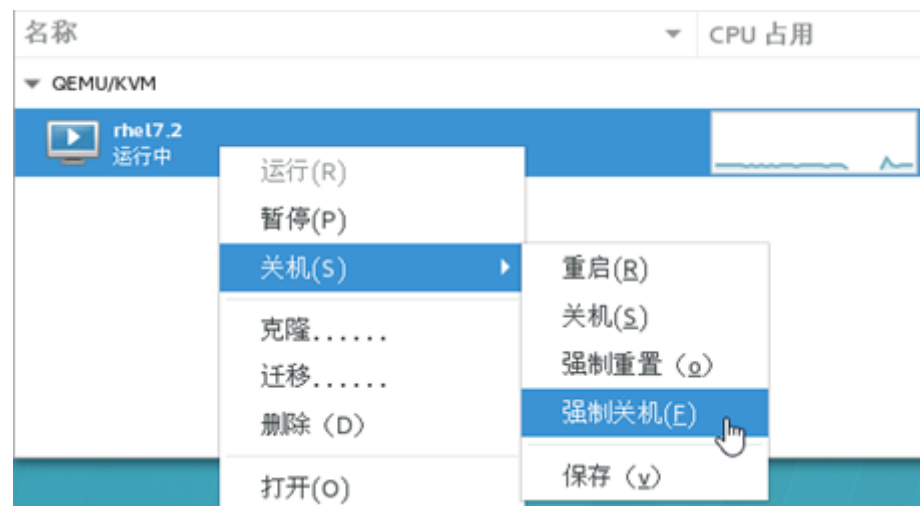 名称
CPU 占用
QEMU/KVM
rhel7.2
运行中
运行(R)
暂停(P)
关机(S)
克隆......
迁移......
删除（D）
打开(O)
重启(R)
关机(S)
强制重置（o）
强制关机(F)
保存（v）